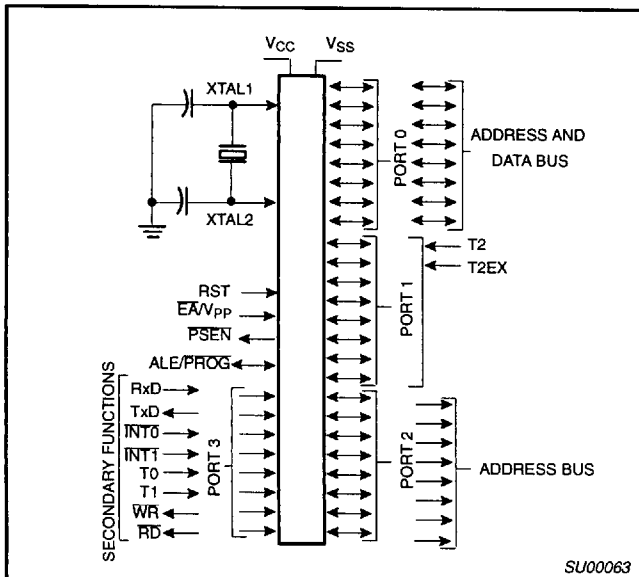 VCC VSS
XTAL1
PORT 0
ADDRESS AND
DATA BUS
XTAL2
T2
T2EX
PORT 1
RST
EA/VPP
PSEN
ALE/PROG
SECONDARY FUNCTIONS
RxD
TxD
INT0
INT1
T0
T1
WR
RD
PORT 3
PORT 2
ADDRESS BUS
SU00063